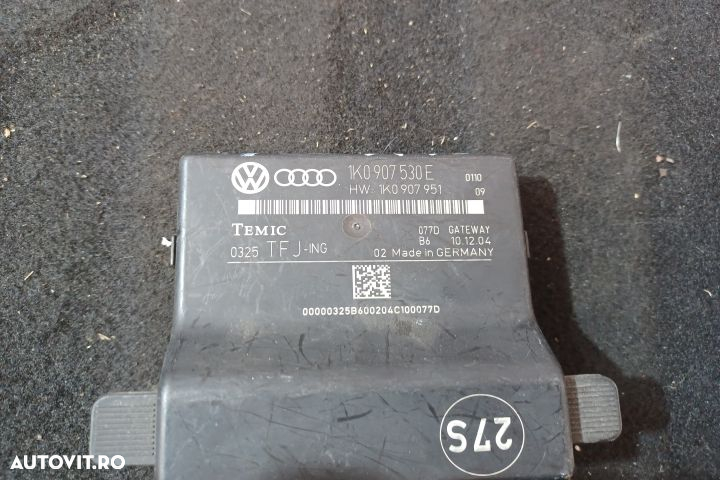 1K0 907 530 E
HW: 1K0 907 951
0110
09
TEMIC
077D GATEWAY
B6 10.12.04
0325 TFJ-ING
02 Made in GERMANY
00000325B600204C100077D
27S
AUTOVIT.RO